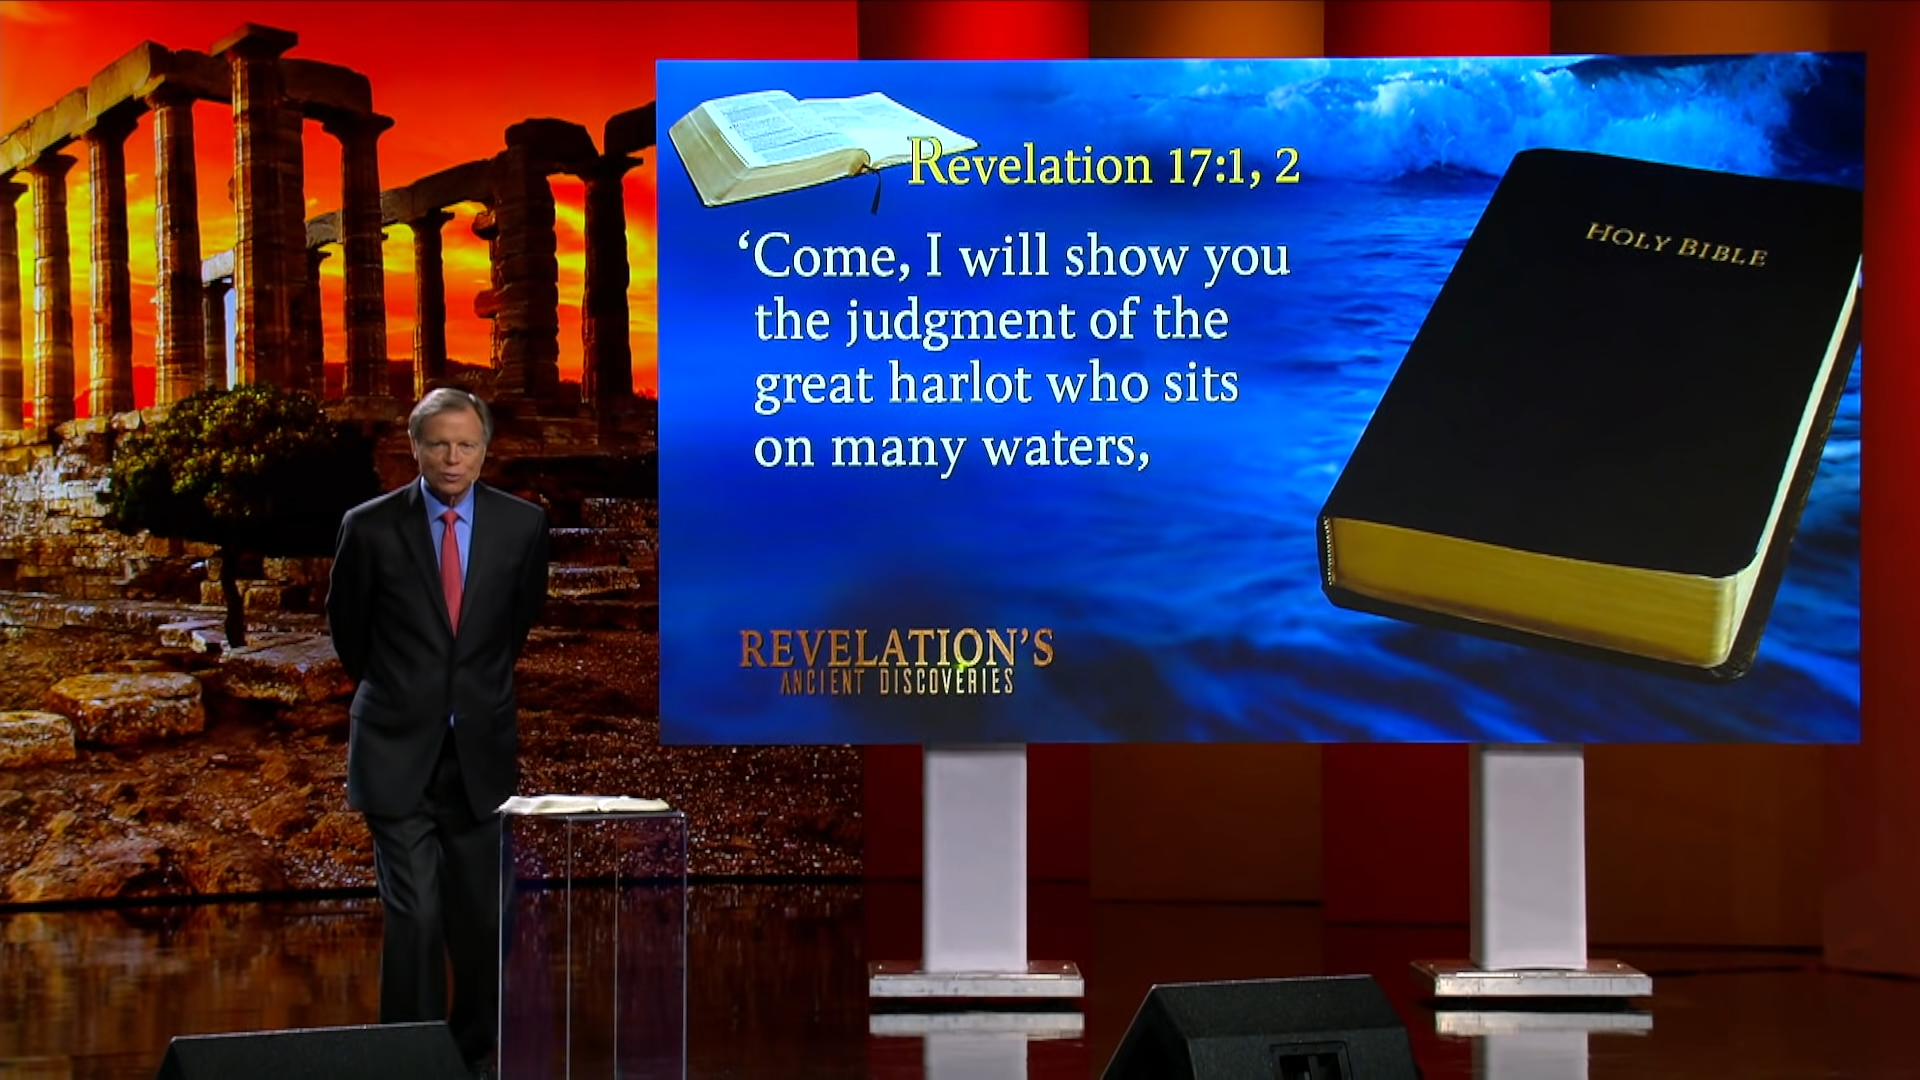 Revelation 17:1, 2
‘Come, I will show you
the judgment of the
great harlot who sits
on many waters,
HOLY BIBLE
REVELATION'S
ANCIENT DISCOVERIES